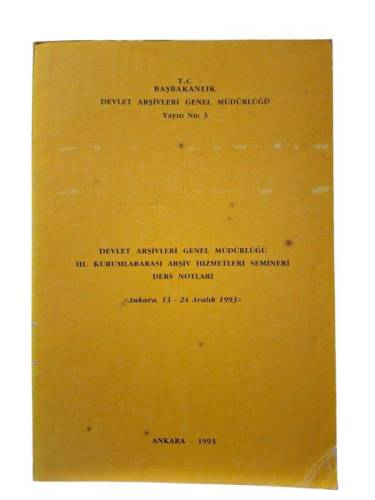 T.C
BAŞBAKANLIK
DEVLET ARŞİVLERİ GENEL MÜDÜRLÜĞÜ
Yayın Nu: 3
DEVLET ARŞİVLERİ GENEL MÜDÜRLÜĞÜ
III. KURUMLARARASI ARŞİV HİZMETLERİ SEMİNERİ
DERS NOTLARI
<Ankara, 13 - 24 Aralık 1993>
ANKARA - 1993